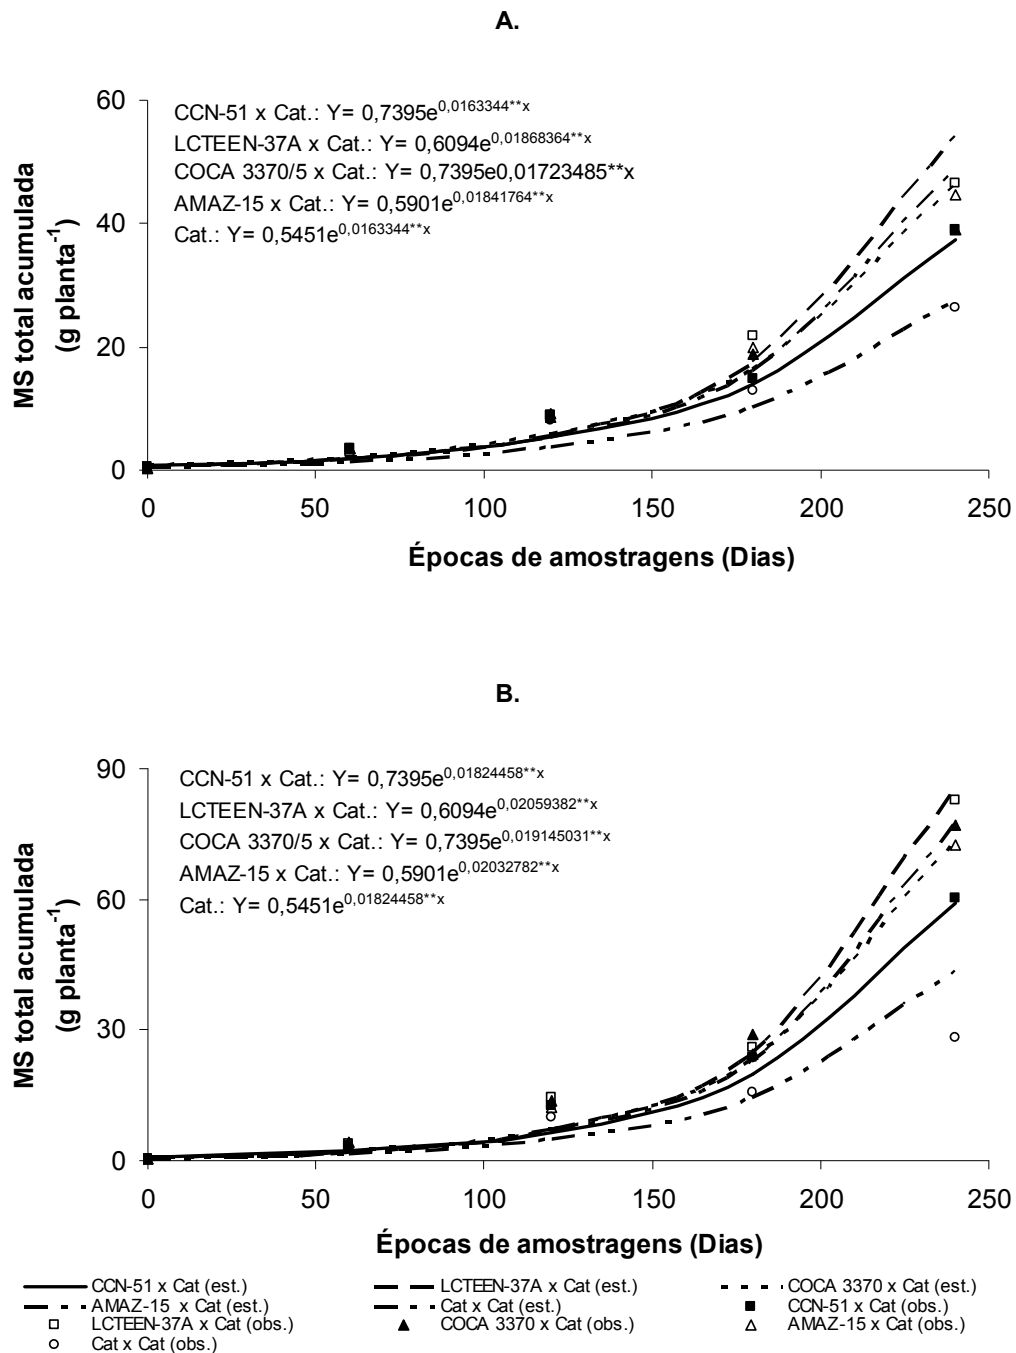 A.
60
40
20
0
MS total acumulada
(g planta⁻¹)
CCN-51 x Cat.: Y= 0,7395e^0,0163344**x
LCTEEN-37A x Cat.: Y= 0,6094e^0,01868364**x
COCA 3370/5 x Cat.: Y= 0,7395e0,01723485**x
AMAZ-15 x Cat.: Y= 0,5901e^0,01841764**x
Cat.: Y= 0,5451e^0,0163344**x
0 50 100 150 200 250
Épocas de amostragens (Dias)
B.
90
60
30
0
MS total acumulada
(g planta⁻¹)
CCN-51 x Cat.: Y= 0,7395e^0,01824458**x
LCTEEN-37A x Cat.: Y= 0,6094e^0,02059382**x
COCA 3370/5 x Cat.: Y= 0,7395e^0,019145031**x
AMAZ-15 x Cat.: Y= 0,5901e^0,02032782**x
Cat.: Y= 0,5451e^0,01824458**x
0 50 100 150 200 250
Épocas de amostragens (Dias)
CCN-51 x Cat (est.) LCTEEN-37A x Cat (est.) COCA 3370 x Cat (est.)
AMAZ-15 x Cat (est.) Cat x Cat (est.) CCN-51 x Cat (obs.)
LCTEEN-37A x Cat (obs.) COCA 3370 x Cat (obs.) AMAZ-15 x Cat (obs.)
Cat x Cat (obs.)